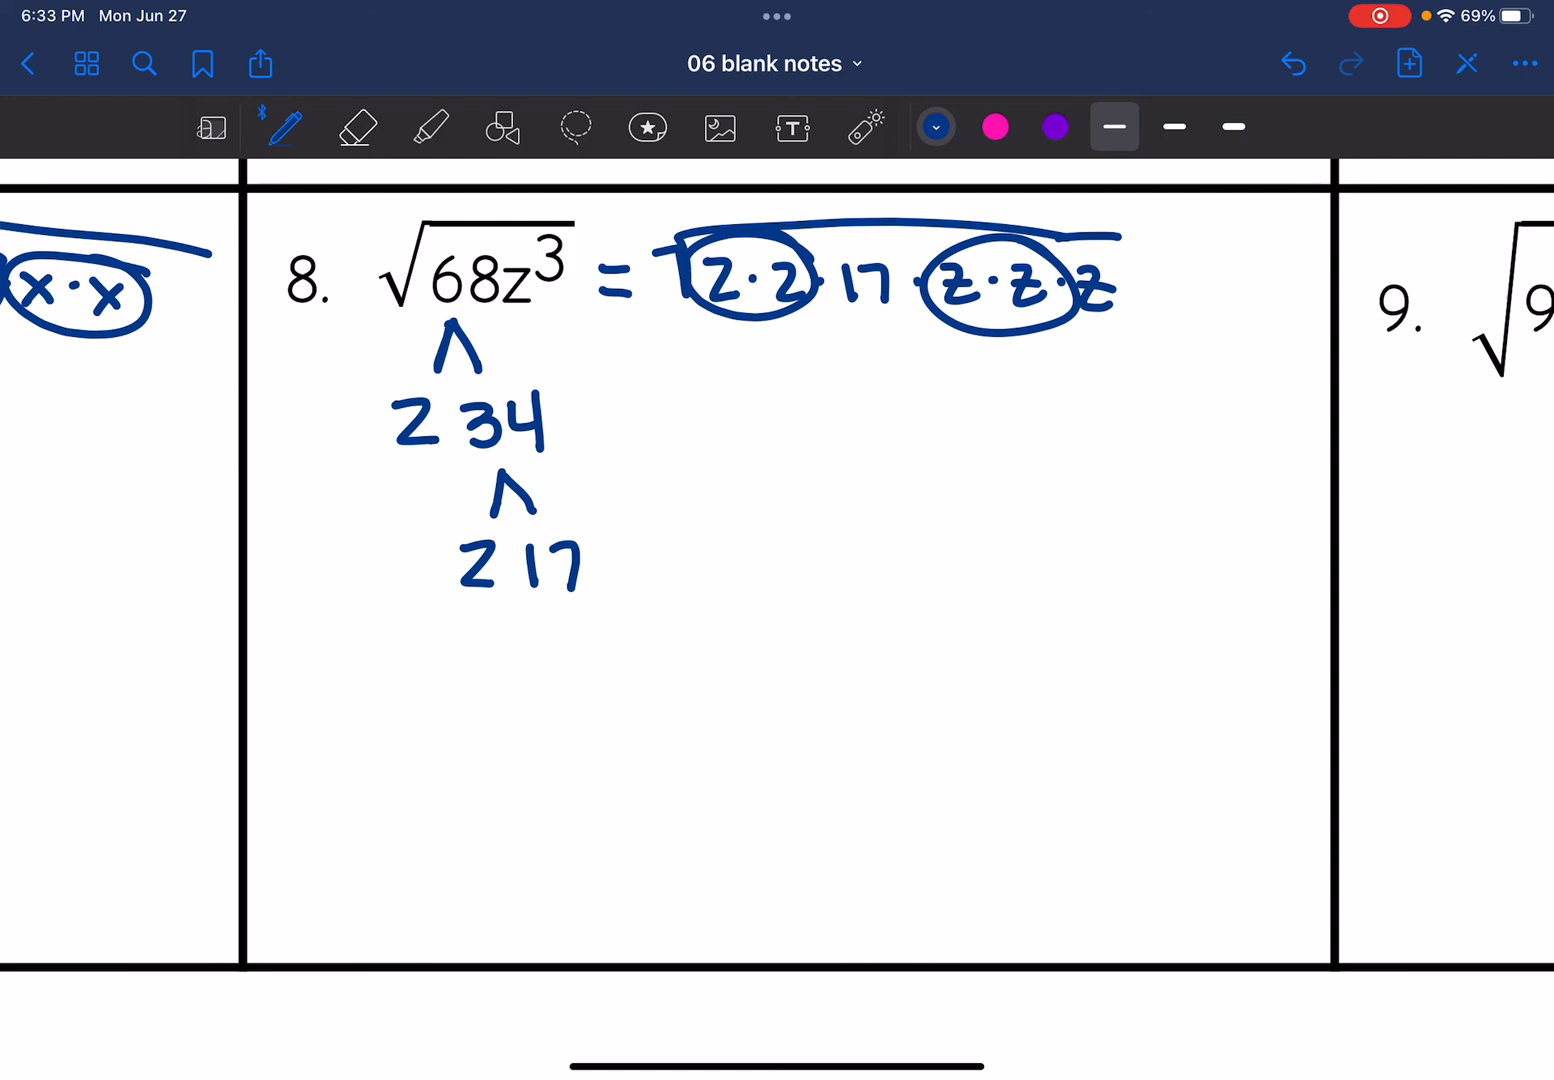 6:33 PM Mon Jun 27
69%
06 blank notes
T
x · x
8. √68z³ = √2 · 2 · 17 · z · z · z
9. √9
2 34
2 17